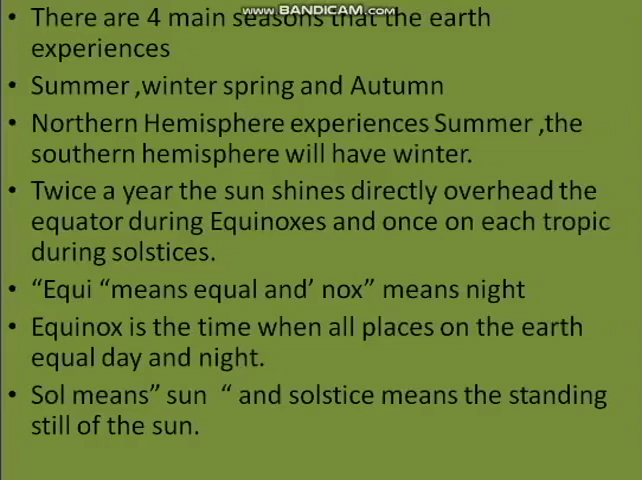 www.BANDICAM.com
• There are 4 main seasons that the earth
experiences
• Summer ,winter spring and Autumn
• Northern Hemisphere experiences Summer ,the
southern hemisphere will have winter.
• Twice a year the sun shines directly overhead the
equator during Equinoxes and once on each tropic
during solstices.
• “Equi “means equal and’ nox” means night
• Equinox is the time when all places on the earth
equal day and night.
• Sol means” sun “ and solstice means the standing
still of the sun.